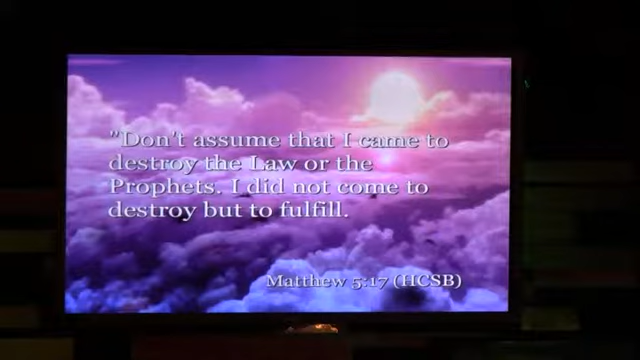 "Don't assume that I came to
destroy the Law or the
Prophets. I did not come to
destroy but to fulfill.
Matthew 5:17 (HCSB)